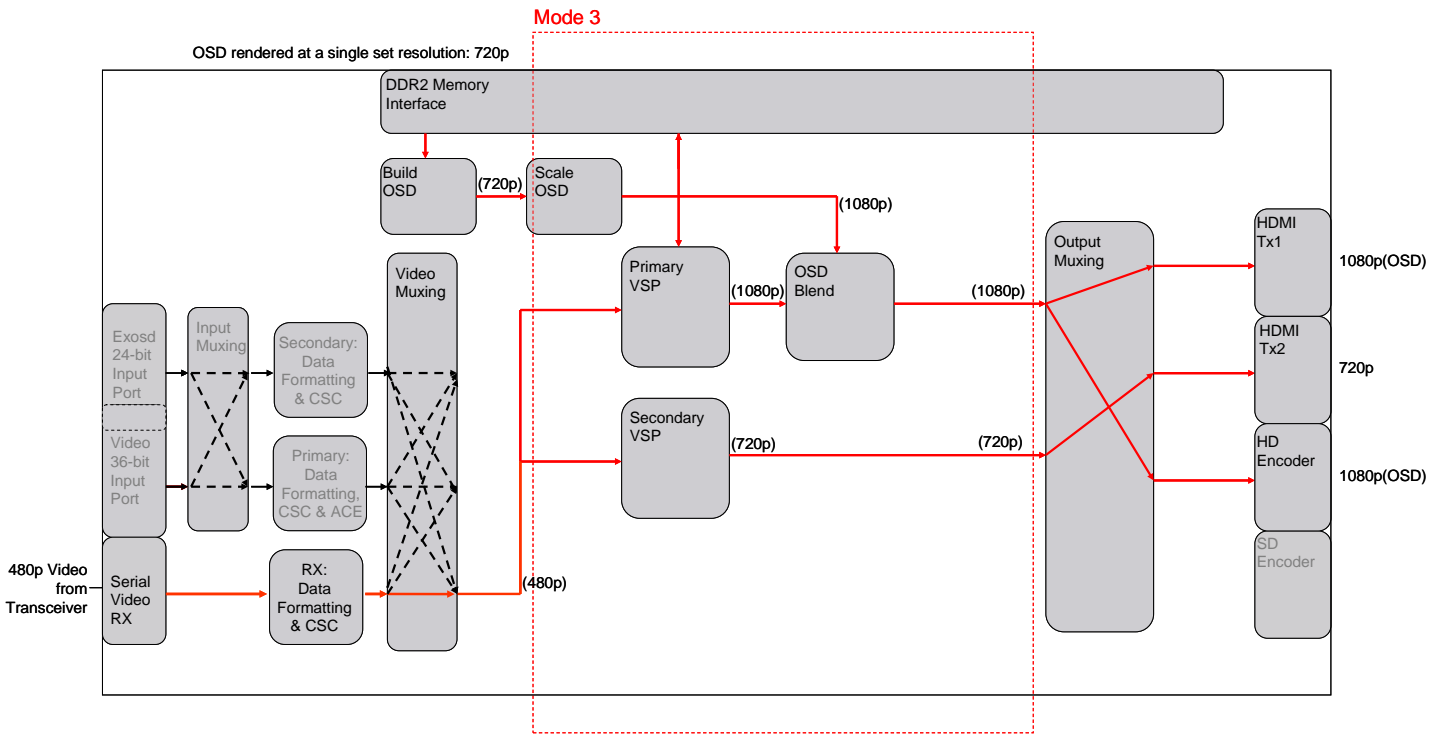 Mode 3
OSD rendered at a single set resolution: 720p
DDR2 Memory
Interface
Build
OSD
(720p)
Scale
OSD
(1080p)
Video
Muxing
Primary
VSP
(1080p)
OSD
Blend
(1080p)
Output
Muxing
HDMI
Tx1
1080p(OSD)
Exosd
24-bit
Input
Port
Input
Muxing
Secondary:
Data
Formatting
& CSC
HDMI
Tx2
720p
Video
36-bit
Input
Port
Primary:
Data
Formatting,
CSC & ACE
Secondary
VSP
(720p)
(720p)
HD
Encoder
1080p(OSD)
480p Video
from
Transceiver
Serial
Video
RX
RX:
Data
Formatting
& CSC
(480p)
SD
Encoder